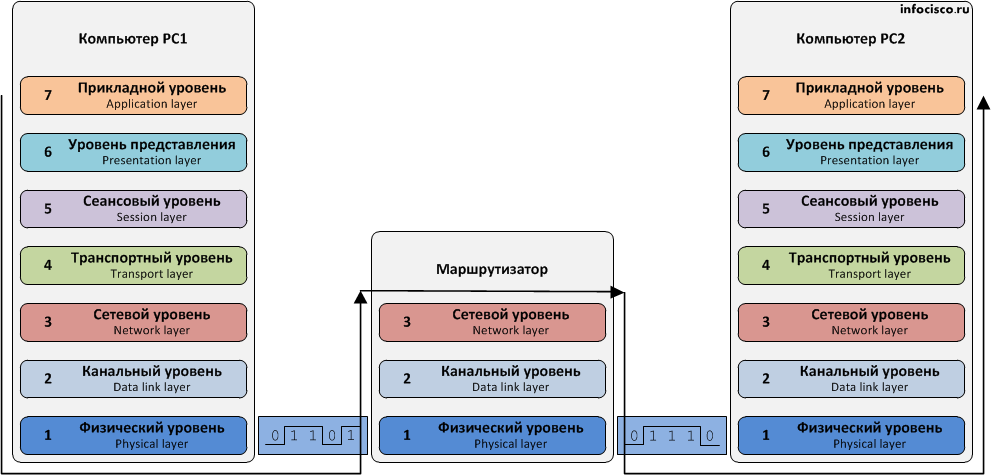 infocisco.ru
Компьютер PC1
7 Прикладной уровень
Application layer
6 Уровень представления
Presentation layer
5 Сеансовый уровень
Session layer
4 Транспортный уровень
Transport layer
3 Сетевой уровень
Network layer
2 Канальный уровень
Data link layer
1 Физический уровень
Physical layer
0 1 1 0 1
Маршрутизатор
3 Сетевой уровень
Network layer
2 Канальный уровень
Data link layer
1 Физический уровень
Physical layer
0 1 1 1 0
Компьютер PC2
7 Прикладной уровень
Application layer
6 Уровень представления
Presentation layer
5 Сеансовый уровень
Session layer
4 Транспортный уровень
Transport layer
3 Сетевой уровень
Network layer
2 Канальный уровень
Data link layer
1 Физический уровень
Physical layer